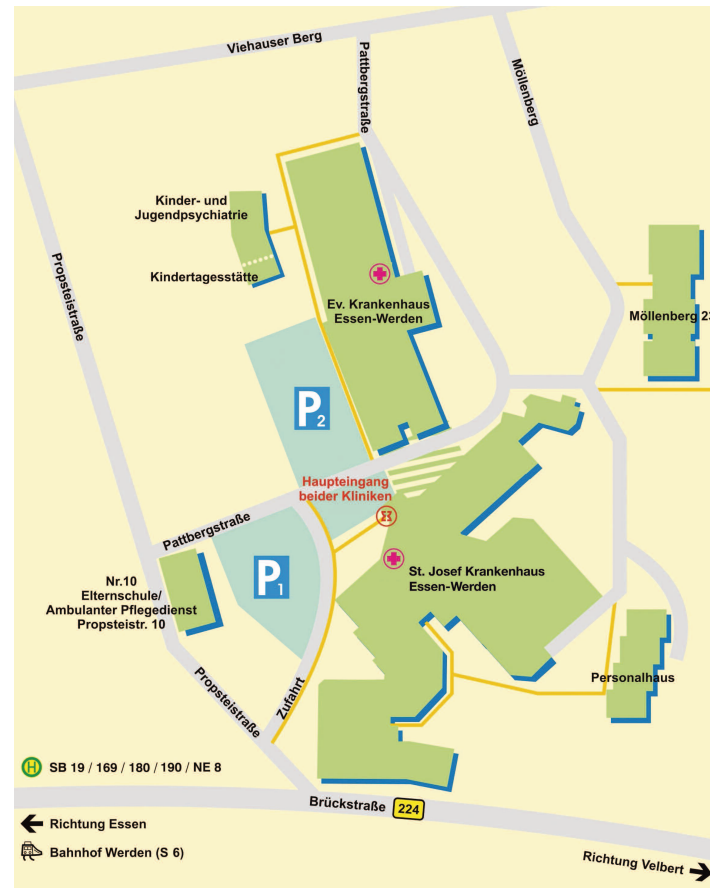 Viehauser Berg
Pattbergstraße
Möllenberg
Kinder- und
Jugendpsychiatrie
Kindertagesstätte
Propsteistraße
Ev. Krankenhaus
Essen-Werden
Möllenberg 23
P2
Haupteingang
beider Kliniken
Pattbergstraße
P1
St. Josef Krankenhaus
Essen-Werden
Nr.10
Elternschule/
Ambulanter Pflegedienst
Propsteistr. 10
Personalhaus
Propsteistraße
Zufahrt
H SB 19 / 169 / 180 / 190 / NE 8
Brückstraße 224
Richtung Essen
Bahnhof Werden (S 6)
Richtung Velbert